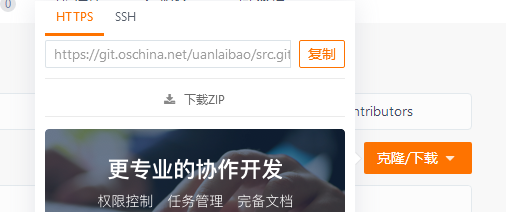 0
HTTPS SSH
https://git.oschina.net/uanlaibao/src.git 复制
下载ZIP
ntributors
更专业的协作开发
克隆/下载
权限控制 任务管理 完备文档